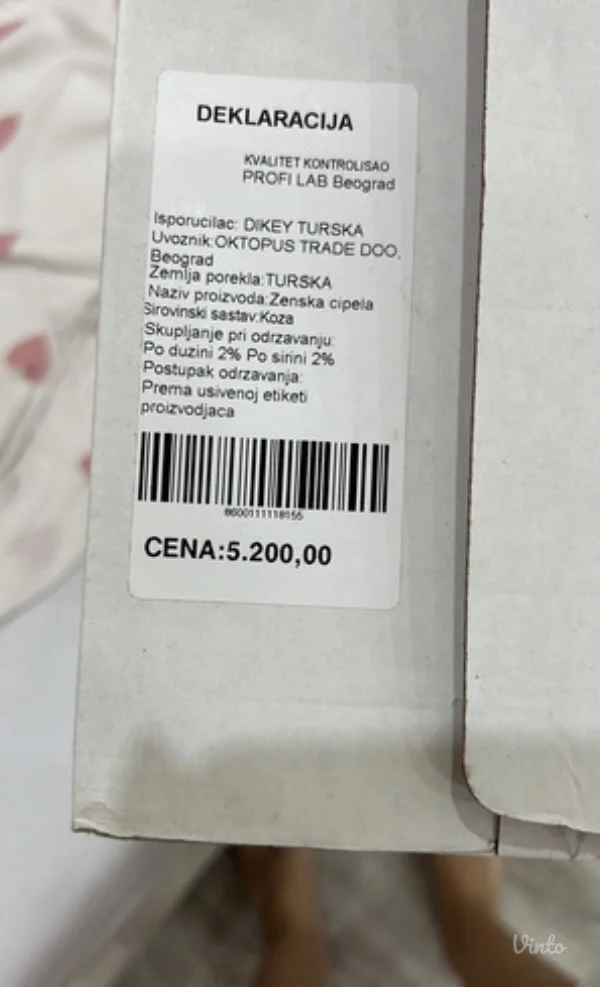 DEKLARACIJA
KVALITET KONTROLISAO
PROFI LAB Beograd
Isporucilac: DIKEY TURSKA
Uvoznik:OKTOPUS TRADE DOO,
Beograd
Zemlja porekla:TURSKA
Naziv proizvoda:Zenska cipela
Sirovinski sastav:Koza
Skupljanje pri odrzavanju:
Po duzini 2% Po sirini 2%
Postupak odrzavanja:
Prema usivenoj etiketi
proizvodjaca
8600111118155
CENA:5.200,00
Vinto